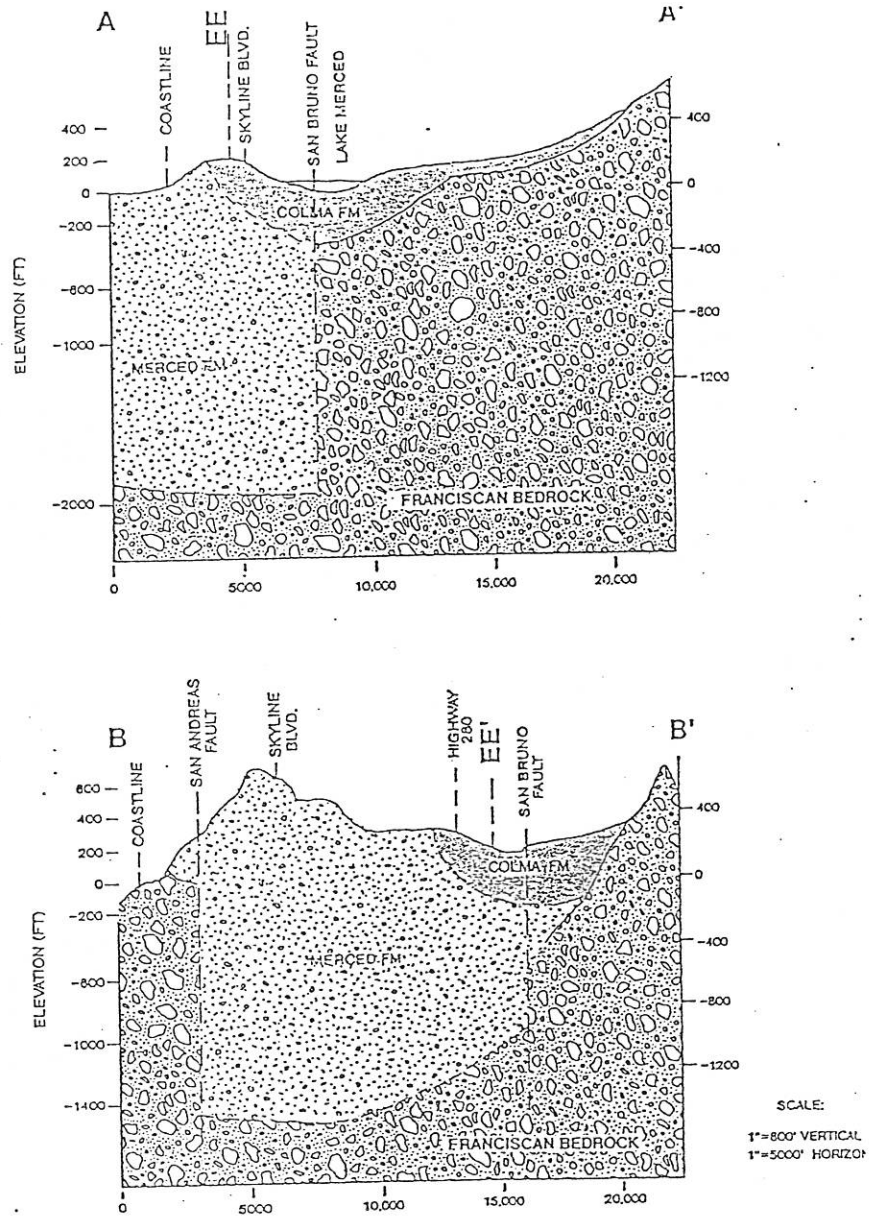 A
A'
COASTLINE
EE
SKYLINE BLVD.
SAN BRUNO FAULT
LAKE MERCED
400
200
0
-200
-600
-1000
-2000
ELEVATION (FT)
400
0
-400
-800
-1200
COLMA FM
MERCED FM
FRANCISCAN BEDROCK
0
5000
10,000
15,000
20,000
B
B'
COASTLINE
SAN ANDREAS
FAULT
SKYLINE
BLVD.
HIGHWAY
280
EE'
SAN BRUNO
FAULT
600
400
200
0
-200
-600
-1000
-1400
ELEVATION (FT)
400
0
-400
-800
-1200
COLMA FM
MERCED FM
FRANCISCAN BEDROCK
0
5000
10,000
15,000
20,000
SCALE:
1"=800' VERTICAL
1"=5000' HORIZON